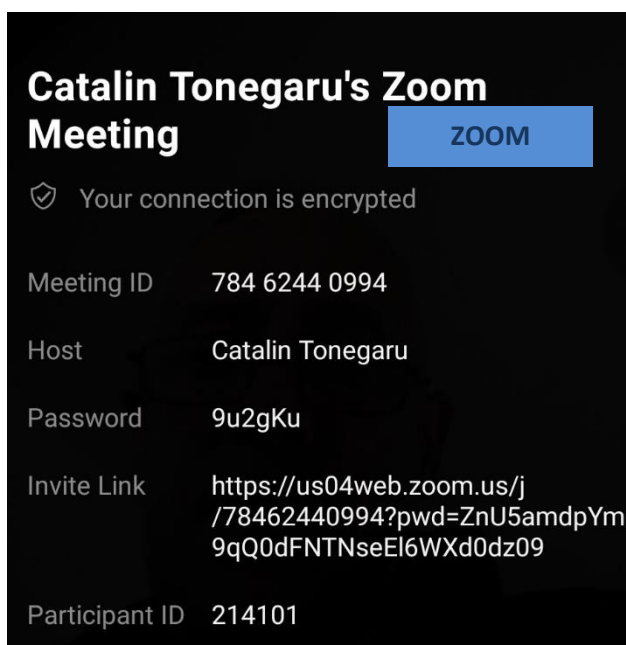 Catalin Tonegaru's Zoom
Meeting
ZOOM
Your connection is encrypted
Meeting ID 784 6244 0994
Host Catalin Tonegaru
Password 9u2gKu
Invite Link https://us04web.zoom.us/j
/78462440994?pwd=ZnU5amdpYm
9qQ0dFNTNseEl6WXd0dz09
Participant ID 214101